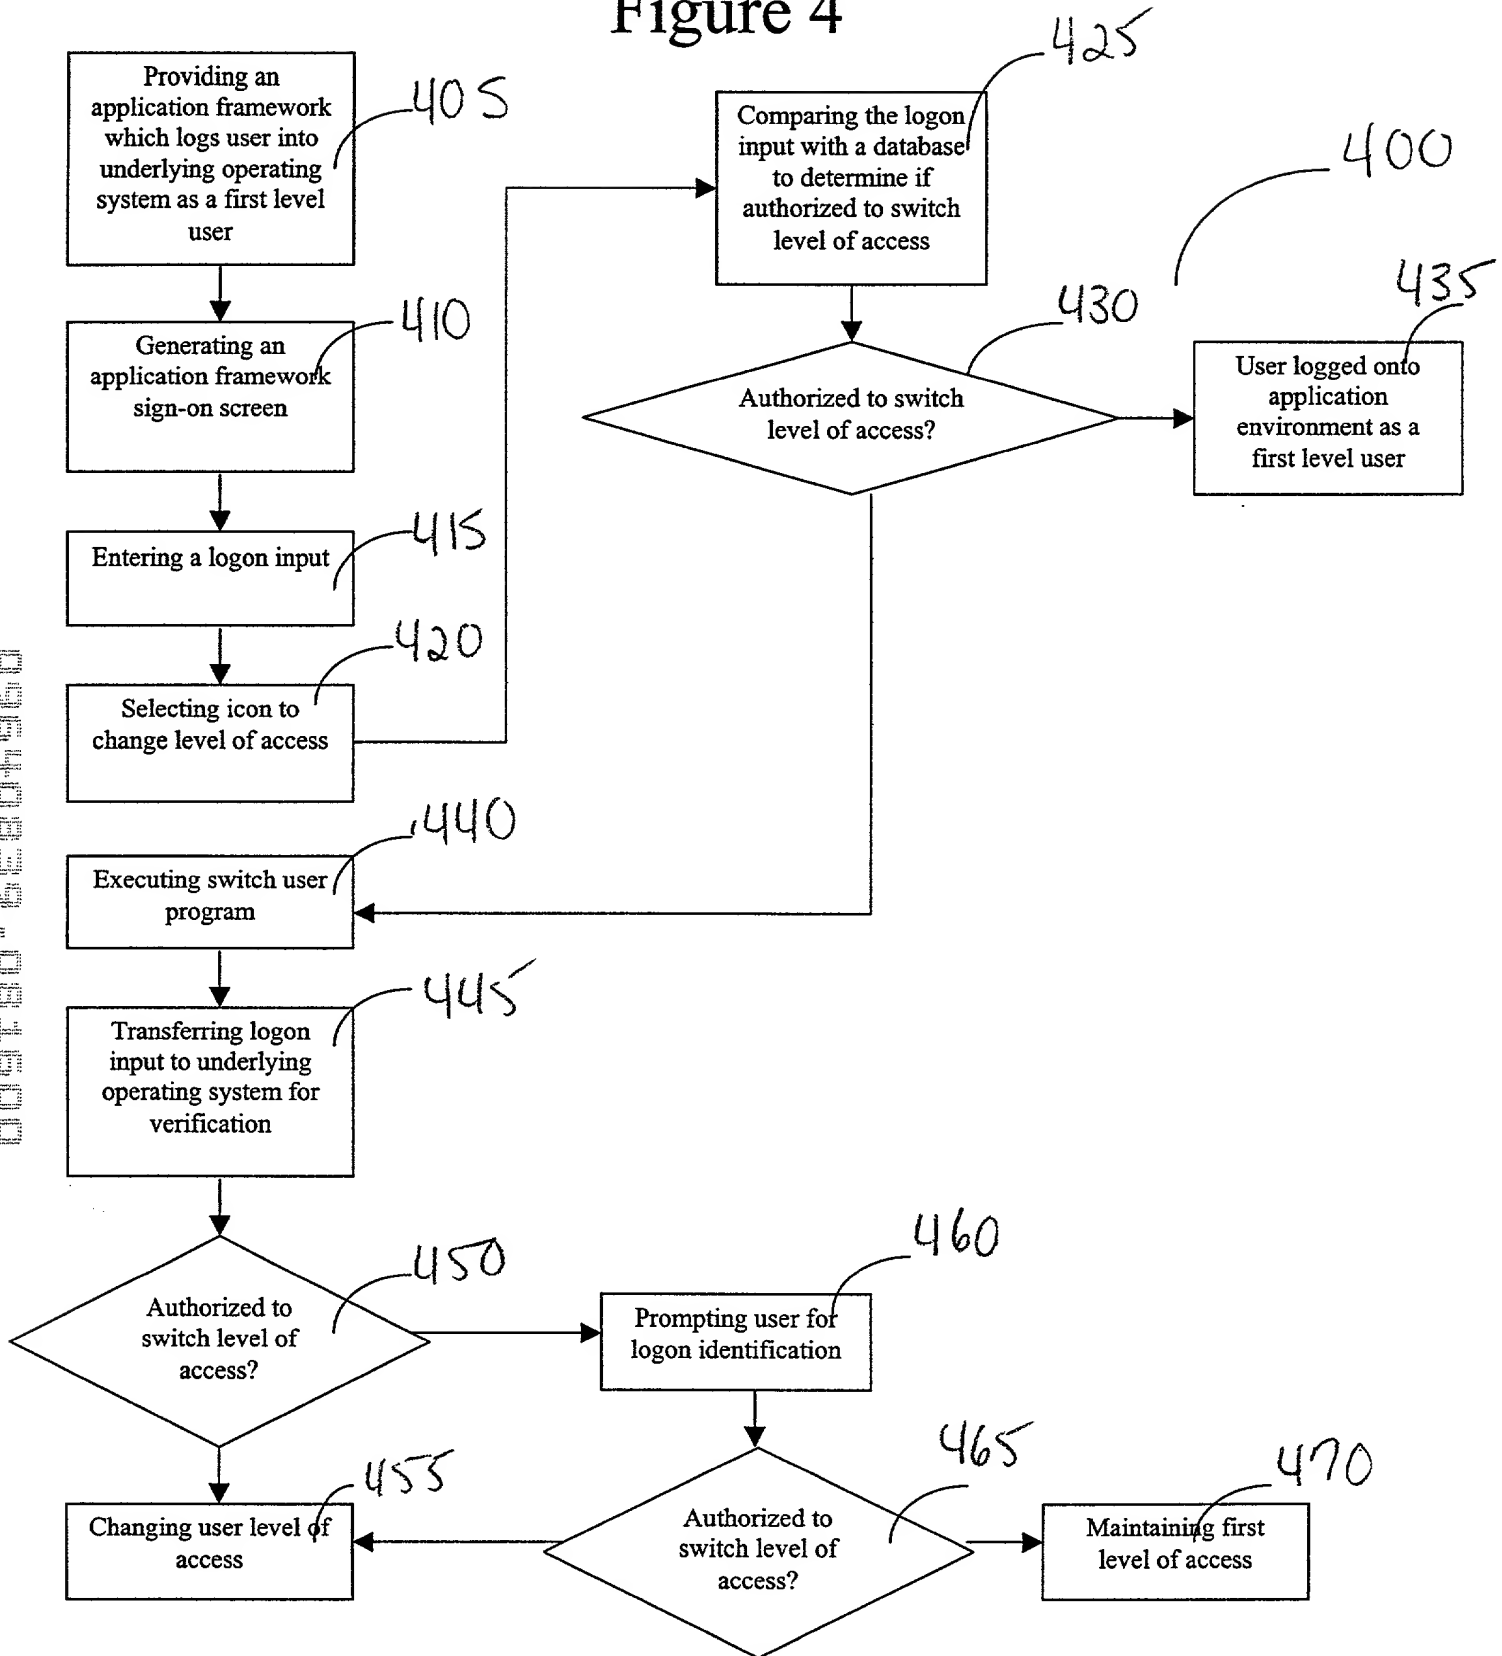 Figure 4
Providing an
application framework
which logs user into
underlying operating
system as a first level
user
405
Generating an
application framework
sign-on screen
410
Entering a logon input
415
Selecting icon to
change level of access
420
Comparing the logon
input with a database
to determine if
authorized to switch
level of access
425
400
Authorized to switch
level of access?
430
User logged onto
application
environment as a
first level user
435
Executing switch user
program
440
Transferring logon
input to underlying
operating system for
verification
445
Authorized to
switch level of
access?
450
Changing user level of
access
455
Prompting user for
logon identification
460
Authorized to
switch level of
access?
465
Maintaining first
level of access
470